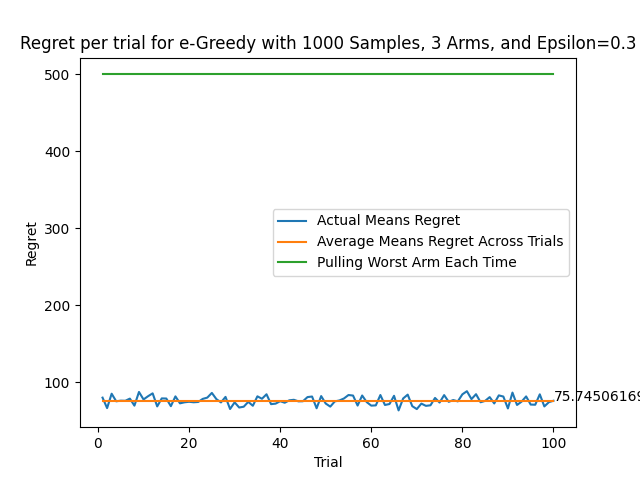 Regret per trial for e-Greedy with 1000 Samples, 3 Arms, and Epsilon=0.3
500
400
300
200
100
Regret
Actual Means Regret
Average Means Regret Across Trials
Pulling Worst Arm Each Time
75.74506169
0
20
40
60
80
100
Trial